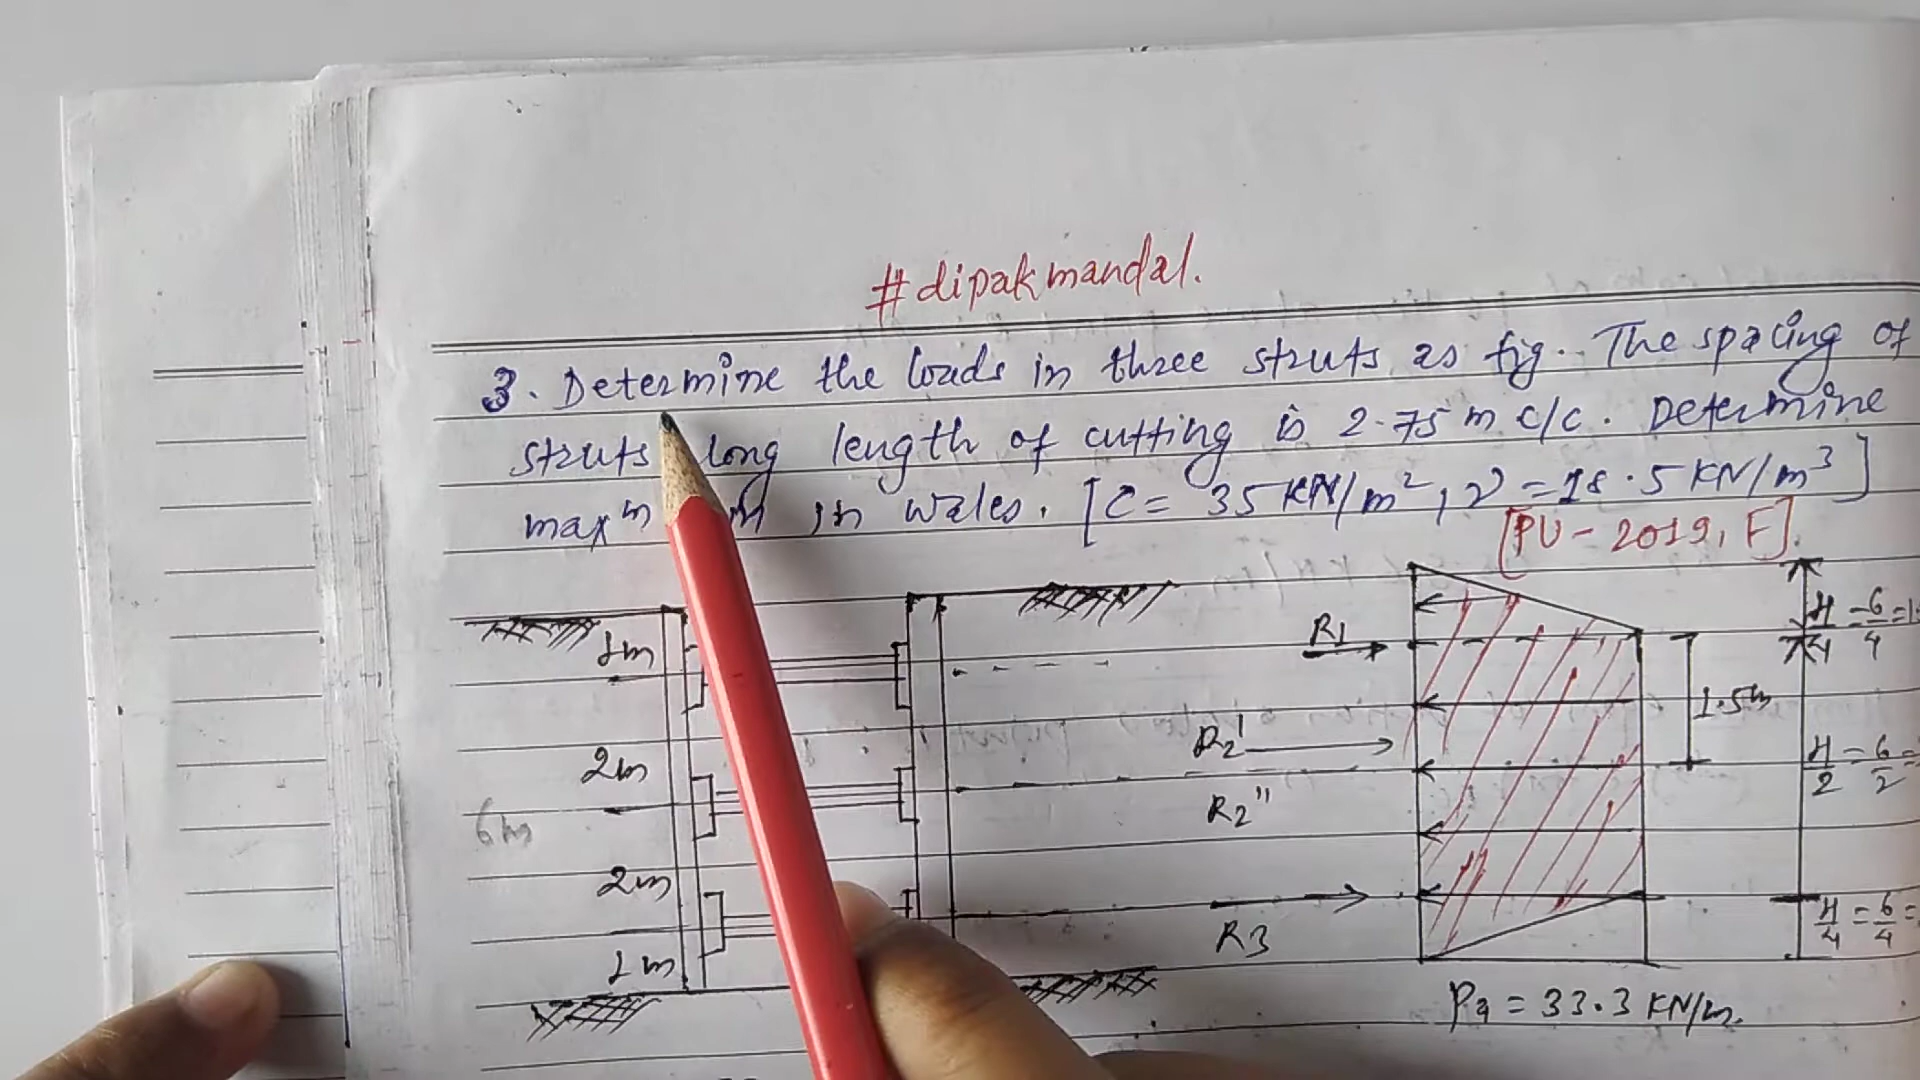 #dipakmandal.
3. Determine the loads in three struts as fig. The spacing of
struts long length of cutting is 2.75 m c/c. Determine
maxᵐ in wales. [C = 35 KN/m², γ = 18.5 KN/m³]
[PU - 2019, F].
1m
2m
6m
2m
1m
R1
R2'
R2"
R3
1.5m
H/4 = 6/4 =
H/2 = 6/2 =
H/4 = 6/4 =
Pa = 33.3 KN/m.